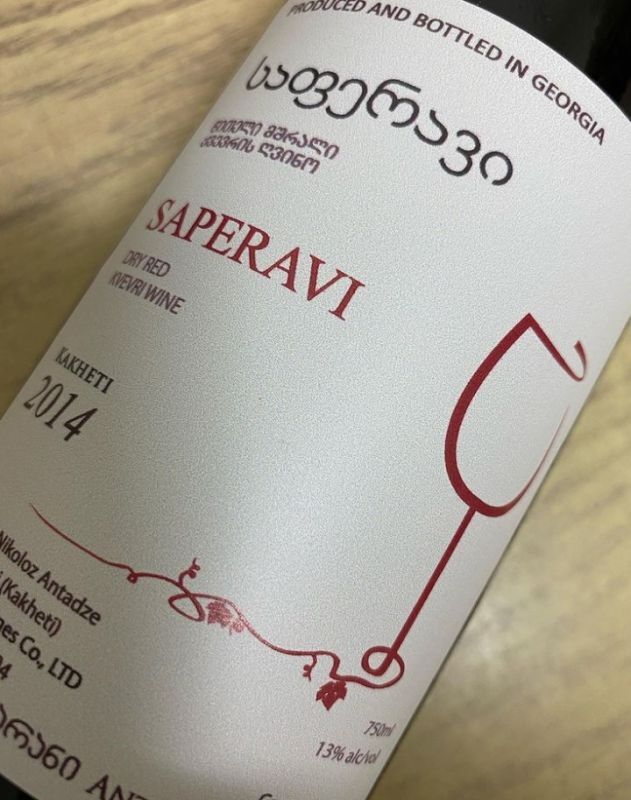 PRODUCED AND BOTTLED IN GEORGIA
საფერავი
წითელი მშრალი
ქვევრის ღვინო
SAPERAVI
DRY RED
KVEVRI WINE
KAKHETI
2014
Nikoloz Antadze
(Kakheti)
Co., LTD
750ml
13% alc/vol